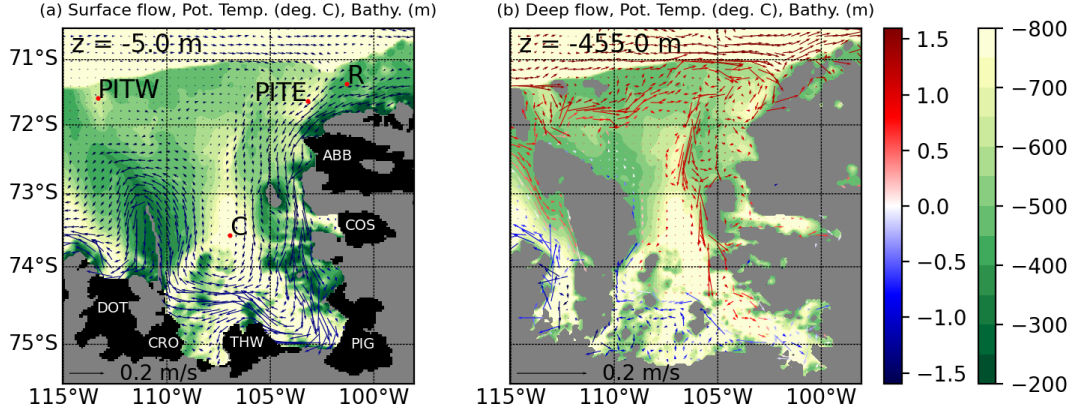 (a) Surface flow, Pot. Temp. (deg. C), Bathy. (m)
(b) Deep flow, Pot. Temp. (deg. C), Bathy. (m)
z = -5.0 m
z = -455.0 m
71°S
72°S
73°S
74°S
75°S
PITW
PITE
R
ABB
COS
C
DOT
CRO
THW
PIG
0.2 m/s
0.2 m/s
115°W
110°W
105°W
100°W
115°W
110°W
105°W
100°W
1.5
1.0
0.5
0.0
−0.5
−1.0
−1.5
−800
−700
−600
−500
−400
−300
−200